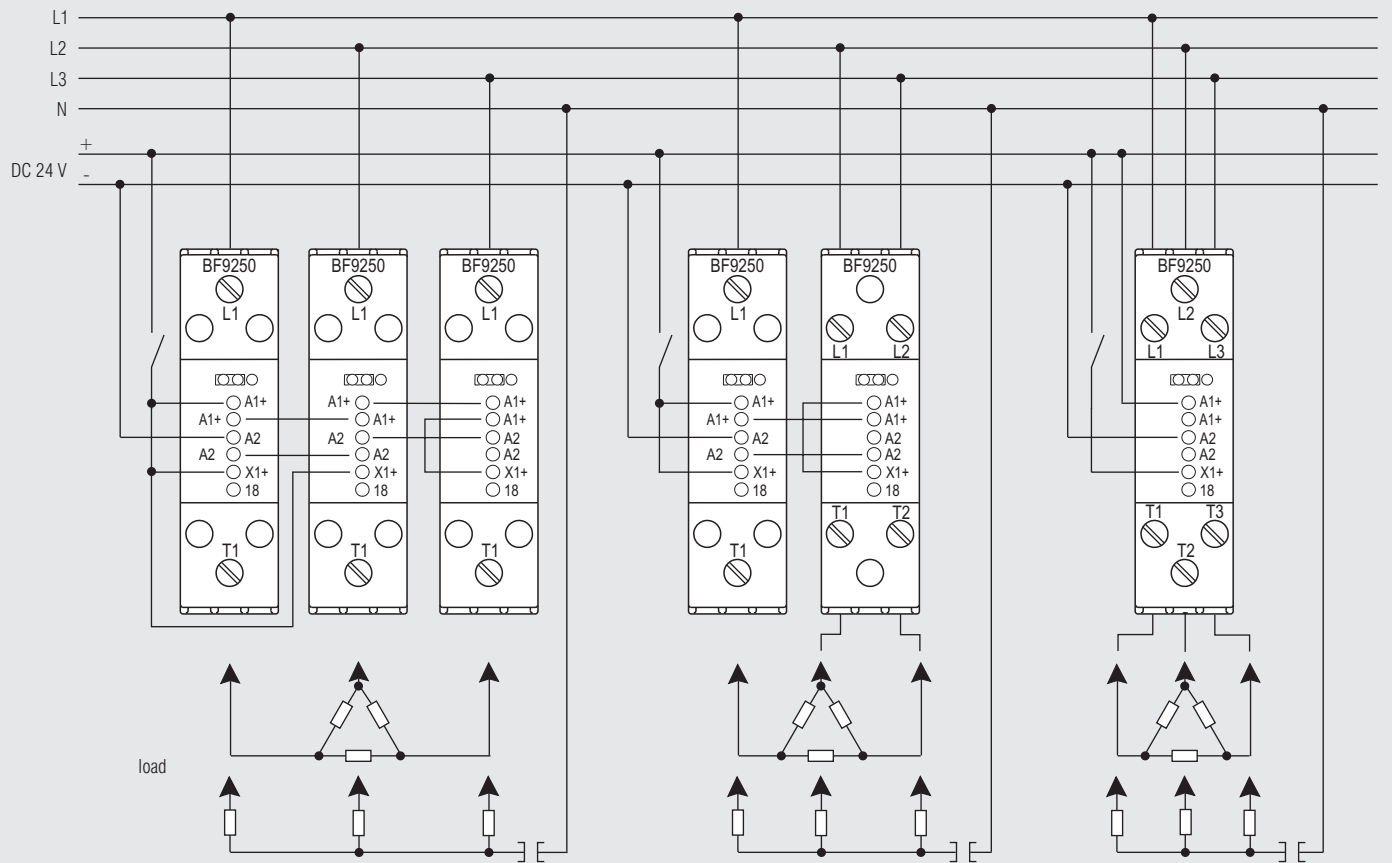 L1
L2
L3
N
+
DC 24 V
-
BF9250
L1
A1+
A1+
A2
A2
X1+
18
T1
BF9250
L1
A1+
A1+
A2
A2
X1+
18
T1
BF9250
L1
A1+
A1+
A2
A2
X1+
18
T1
BF9250
L1
A1+
A1+
A2
A2
X1+
18
T1
BF9250
L1 L2
A1+
A1+
A2
A2
X1+
18
T1 T2
BF9250
L2
L1 L3
A1+
A1+
A2
A2
X1+
18
T1 T3
T2
load